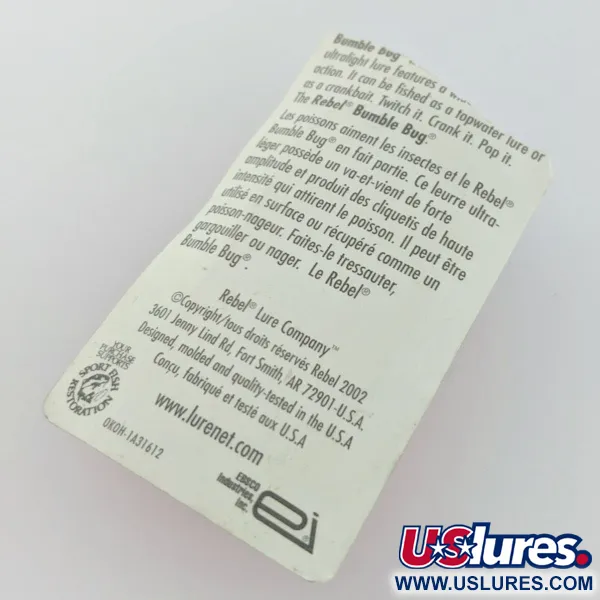 Bumble Bug
ultralight lure features a
action. It can be fished as a topwater lure or
as a crankbait. Twitch it. Crank it. Pop it.
The Rebel® Bumble Bug®.
Les poissons aiment les insectes et le Rebel®
Bumble Bug® en fait partie. Ce leurre ultra-
léger possède un va-et-vient de forte
amplitude et produit des cliquetis de haute
intensité qui attirent le poisson. Il peut être
utilisé en surface ou récupéré comme un
poisson-nageur. Faites-le tressauter,
gargouiller ou nager. Le Rebel®
Bumble Bug®.
Rebel® Lure Company™
©Copyright/tous droits réservés Rebel 2002
3601 Jenny Lind Rd, Fort Smith, AR 72901-U.S.A.
Designed, molded and quality-tested in the U.S.A
Conçu, fabriqué et testé aux U.S.A
www.lurenet.com
YOUR
PURCHASE
SUPPORTS
SPORT FISH
RESTORATION
OKOH-1A31612
EBSCO
Industries,
Inc.
ei®
USlures.
WWW.USLURES.COM